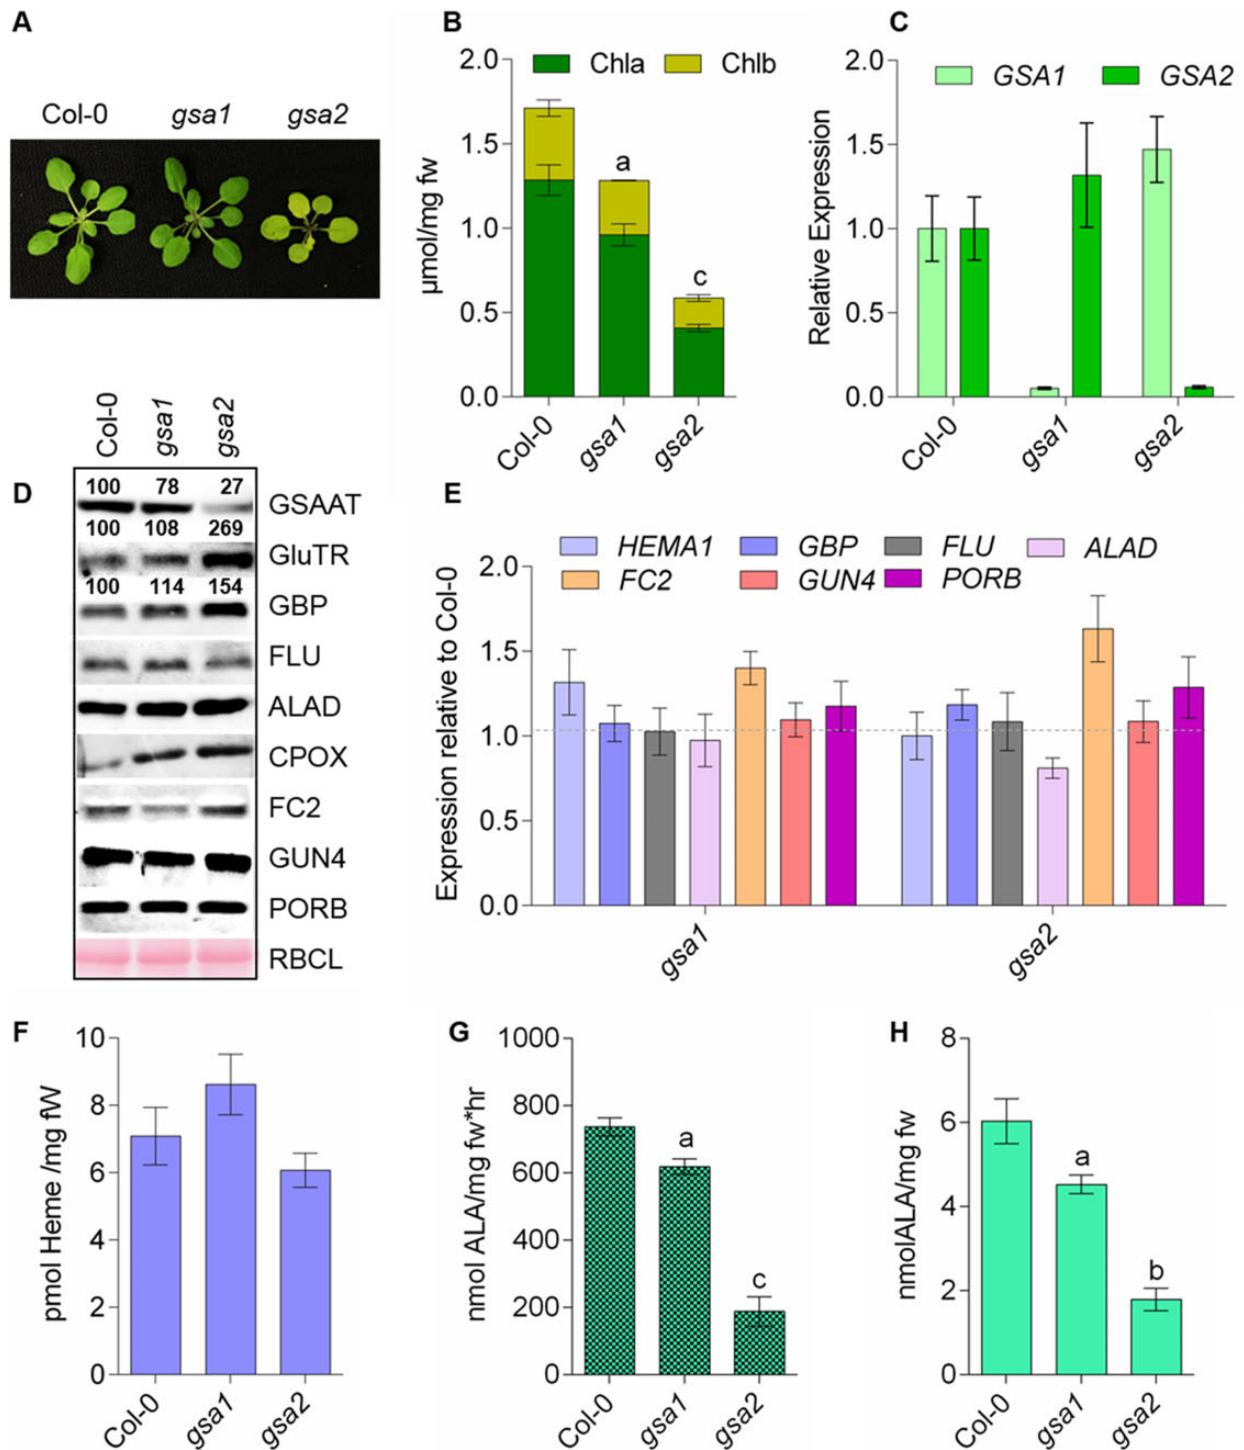 A
Col-0 gsa1 gsa2
B
2.0
1.5
1.0
0.5
0.0
µmol/mg fw
Chla Chlb
a
c
Col-0 gsa1 gsa2
C
2.0
1.5
1.0
0.5
0.0
Relative Expression
GSA1 GSA2
Col-0 gsa1 gsa2
D
Col-0 gsa1 gsa2
100 78 27
GSAAT
100 108 269
GluTR
100 114 154
GBP
FLU
ALAD
CPOX
FC2
GUN4
PORB
RBCL
E
HEMA1 GBP FLU ALAD
FC2 GUN4 PORB
2.0
1.5
1.0
0.5
0.0
Expression relative to Col-0
gsa1 gsa2
F
10
8
6
4
2
0
pmol Heme /mg fW
Col-0 gsa1 gsa2
G
1000
800
600
400
200
0
nmol ALA/mg fw*hr
a
c
Col-0 gsa1 gsa2
H
8
6
4
2
0
nmolALA/mg fw
a
b
Col-0 gsa1 gsa2